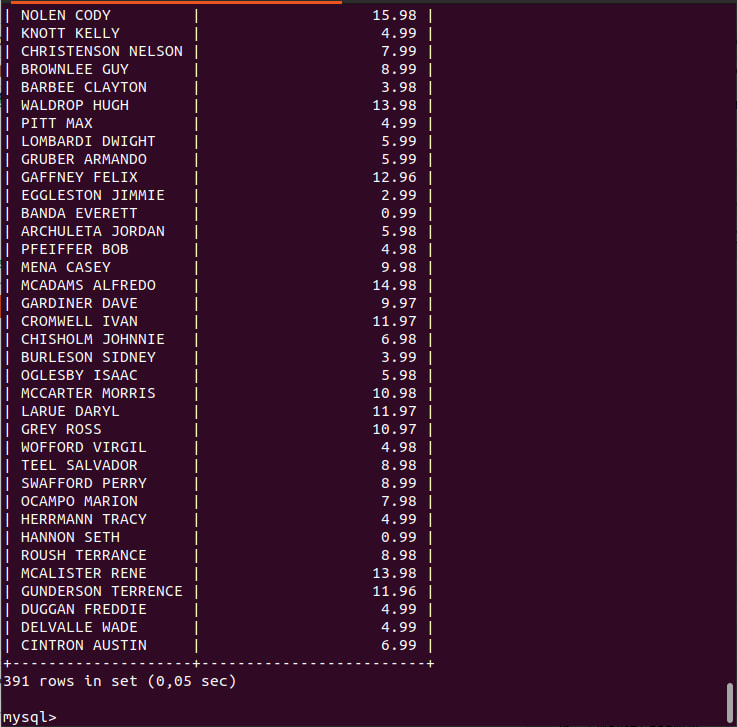 | NOLEN CODY         |                   15.98 |
| KNOTT KELLY        |                    4.99 |
| CHRISTENSON NELSON |                    7.99 |
| BROWNLEE GUY       |                    8.99 |
| BARBEE CLAYTON     |                    3.98 |
| WALDROP HUGH       |                   13.98 |
| PITT MAX           |                    4.99 |
| LOMBARDI DWIGHT    |                    5.99 |
| GRUBER ARMANDO     |                    5.99 |
| GAFFNEY FELIX      |                   12.96 |
| EGGLESTON JIMMIE   |                    2.99 |
| BANDA EVERETT      |                    0.99 |
| ARCHULETA JORDAN   |                    5.98 |
| PFEIFFER BOB       |                    4.98 |
| MENA CASEY         |                    9.98 |
| MCADAMS ALFREDO    |                   14.98 |
| GARDINER DAVE      |                    9.97 |
| CROMWELL IVAN      |                   11.97 |
| CHISHOLM JOHNNIE   |                    6.98 |
| BURLESON SIDNEY    |                    3.99 |
| OGLESBY ISAAC      |                    5.98 |
| MCCARTER MORRIS    |                   10.98 |
| LARUE DARYL        |                   11.97 |
| GREY ROSS          |                   10.97 |
| WOFFORD VIRGIL     |                    4.98 |
| TEEL SALVADOR      |                    8.98 |
| SWAFFORD PERRY     |                    8.99 |
| OCAMPO MARION      |                    7.98 |
| HERRMANN TRACY     |                    4.99 |
| HANNON SETH        |                    0.99 |
| ROUSH TERRANCE     |                    8.98 |
| MCALISTER RENE     |                   13.98 |
| GUNDERSON TERRENCE |                   11.96 |
| DUGGAN FREDDIE     |                    4.99 |
| DELVALLE WADE      |                    4.99 |
| CINTRON AUSTIN     |                    6.99 |
+--------------------+-------------------------+
391 rows in set (0,05 sec)
mysql>